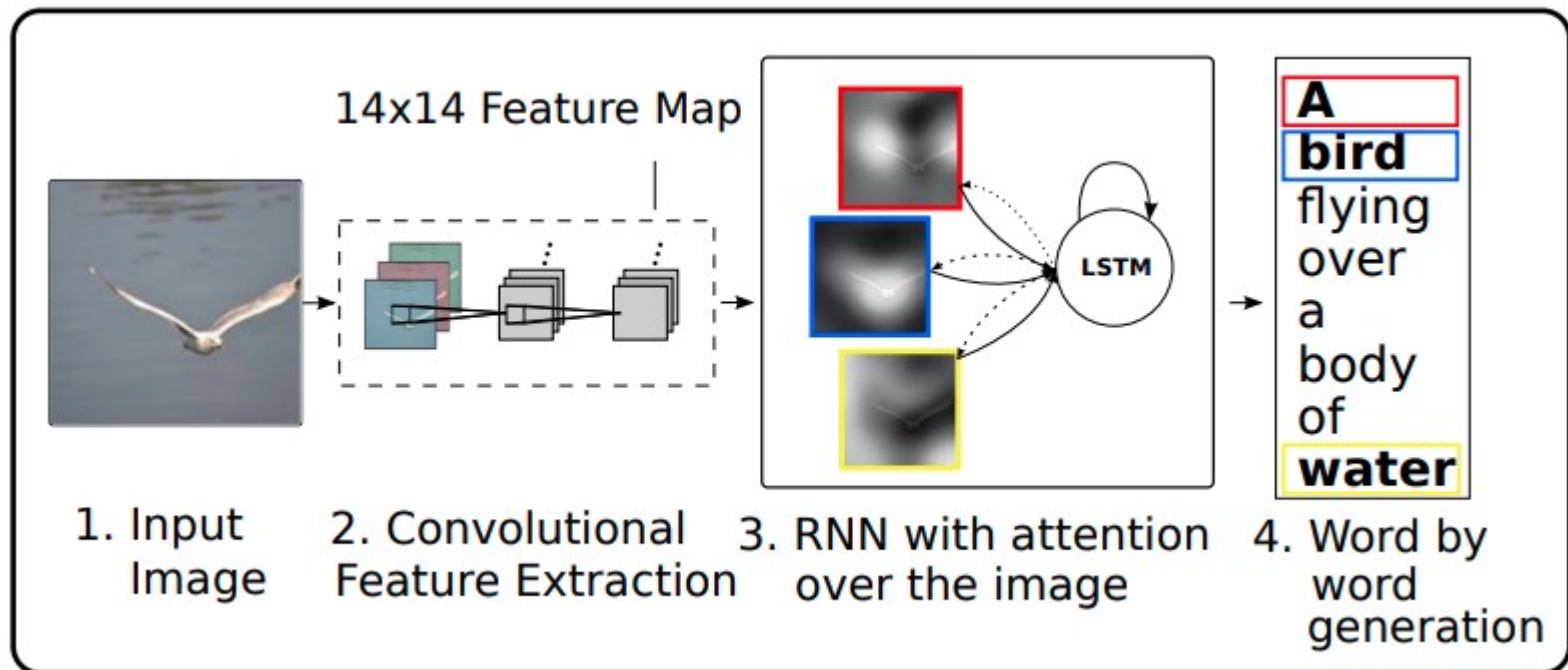 14x14 Feature Map
LSTM
A
bird
flying
over
a
body
of
water
1. Input
Image
2. Convolutional
Feature Extraction
3. RNN with attention
over the image
4. Word by
word
generation